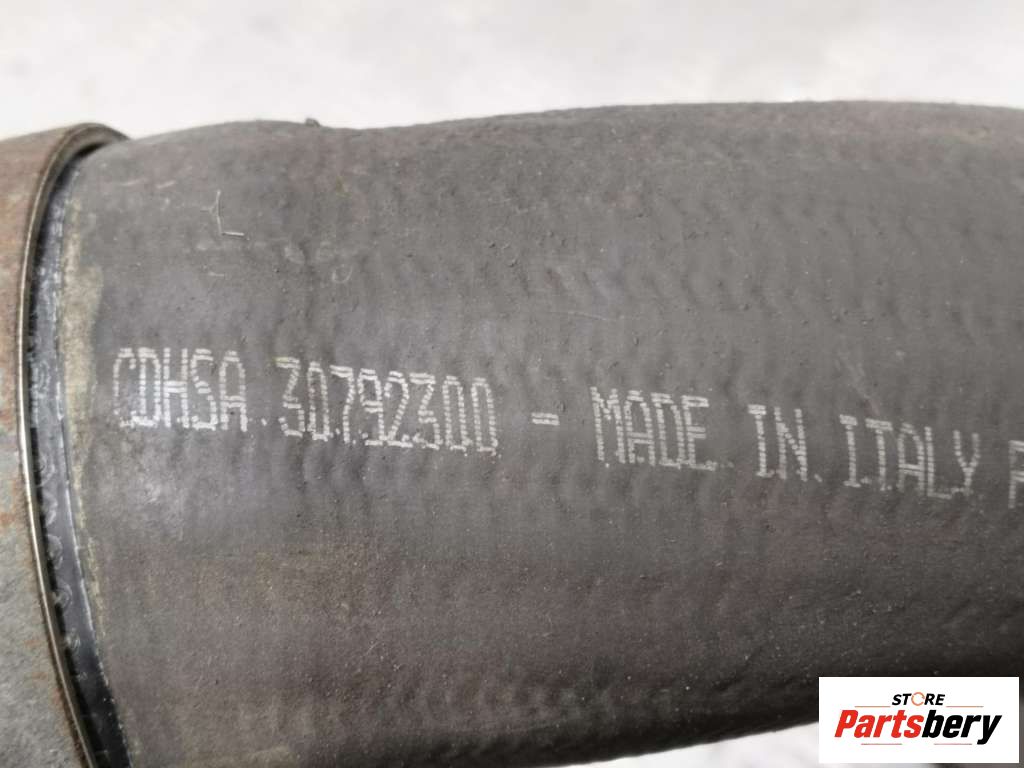 CDHSA 30792300 - MADE IN ITALY
STORE
Partsbery